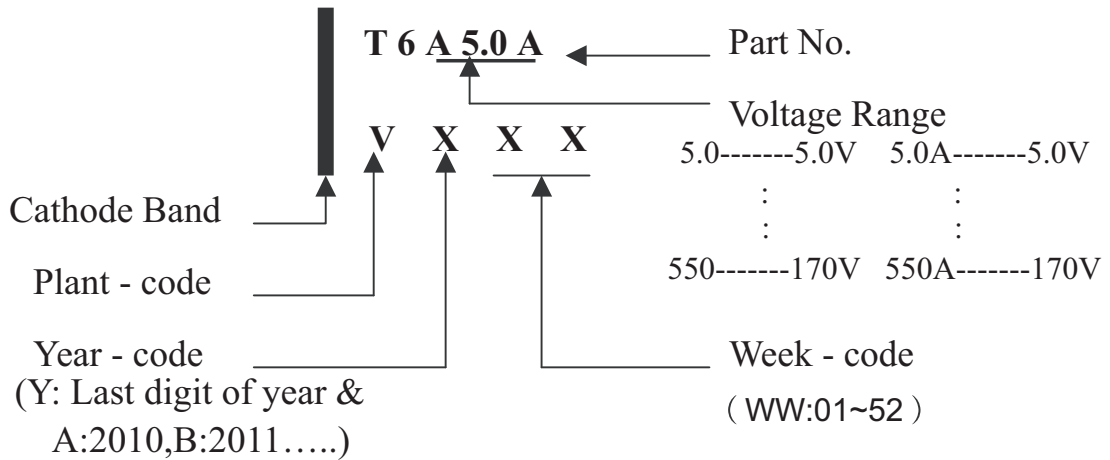 T 6 A 5.0 A
Part No.
Voltage Range
V X X X
5.0-------5.0V 5.0A-------5.0V
: :
: :
550-------170V 550A-------170V
Cathode Band
Plant - code
Year - code
(Y: Last digit of year &
A:2010,B:2011…..)
Week - code
（WW:01~52）